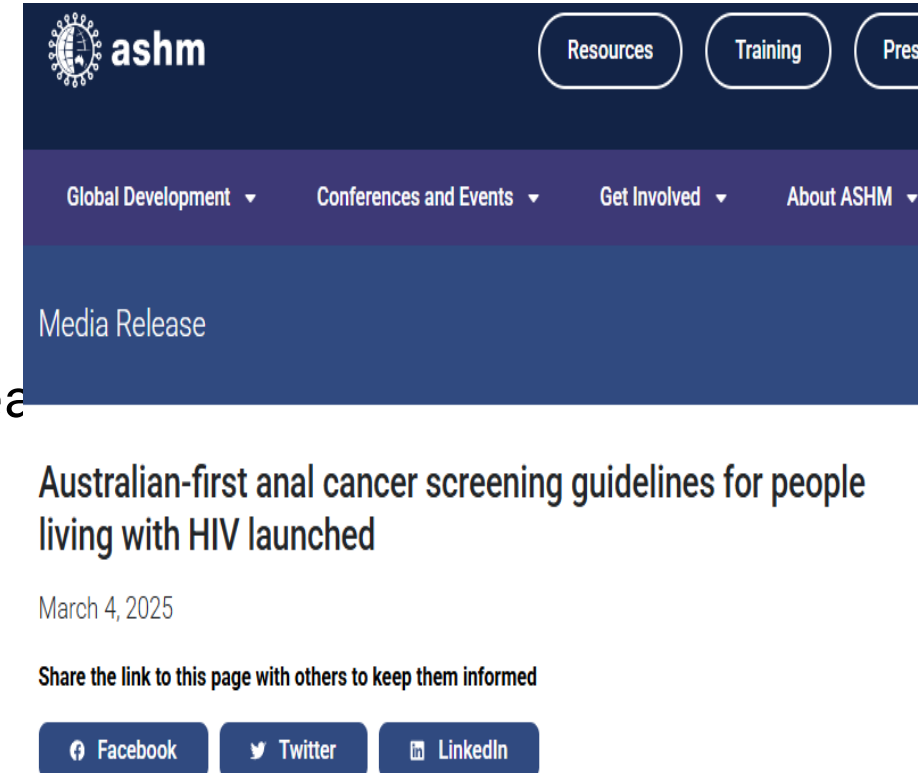 ashm
Resources Training
Global Development Conferences and Events Get Involved About ASHM
Media Release
Australian-first anal cancer screening guidelines for people
living with HIV launched
March 4, 2025
Share the link to this page with others to keep them informed
Facebook Twitter LinkedIn